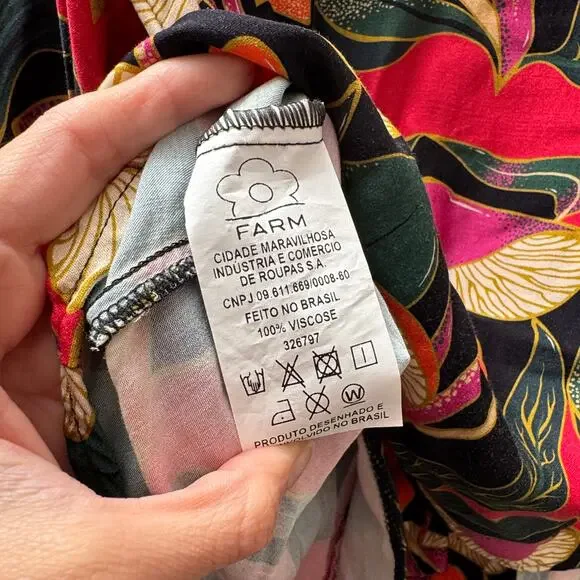 FARM
CIDADE MARAVILHOSA
INDÚSTRIA E COMERCIO
DE ROUPAS S.A.
CNPJ 09.611.669/0008-60
FEITO NO BRASIL
100% VISCOSE
326797
W
PRODUTO DESENHADO E
DESENVOLVIDO NO BRASIL